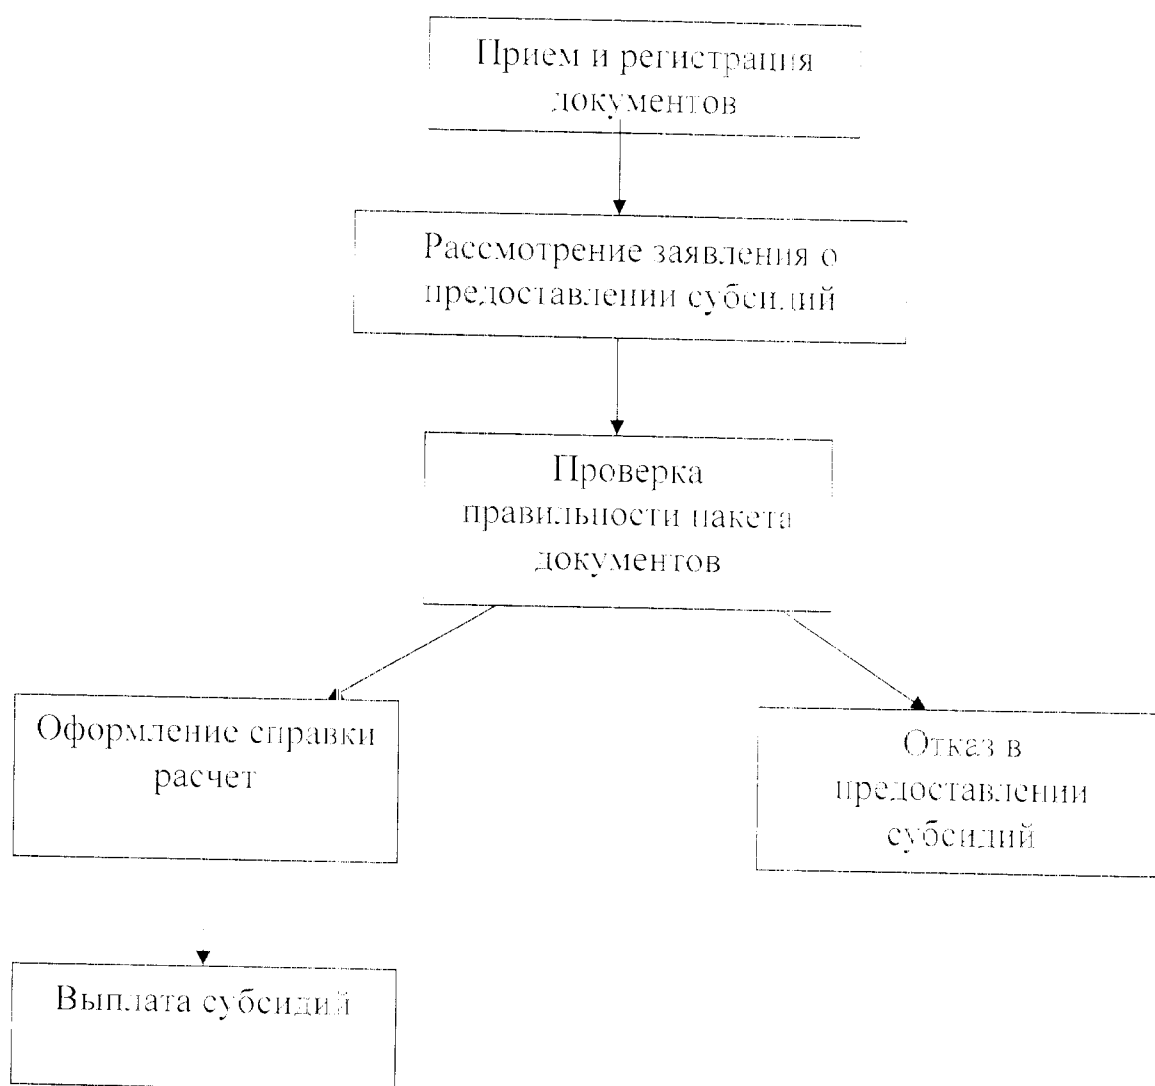 Прием и регистрация
документов
Рассмотрение заявления о
предоставлении субсидий
Проверка
правильности пакета
документов
Оформление справки
расчет
Отказ в
предоставлении
субсидий
Выплата субсидий